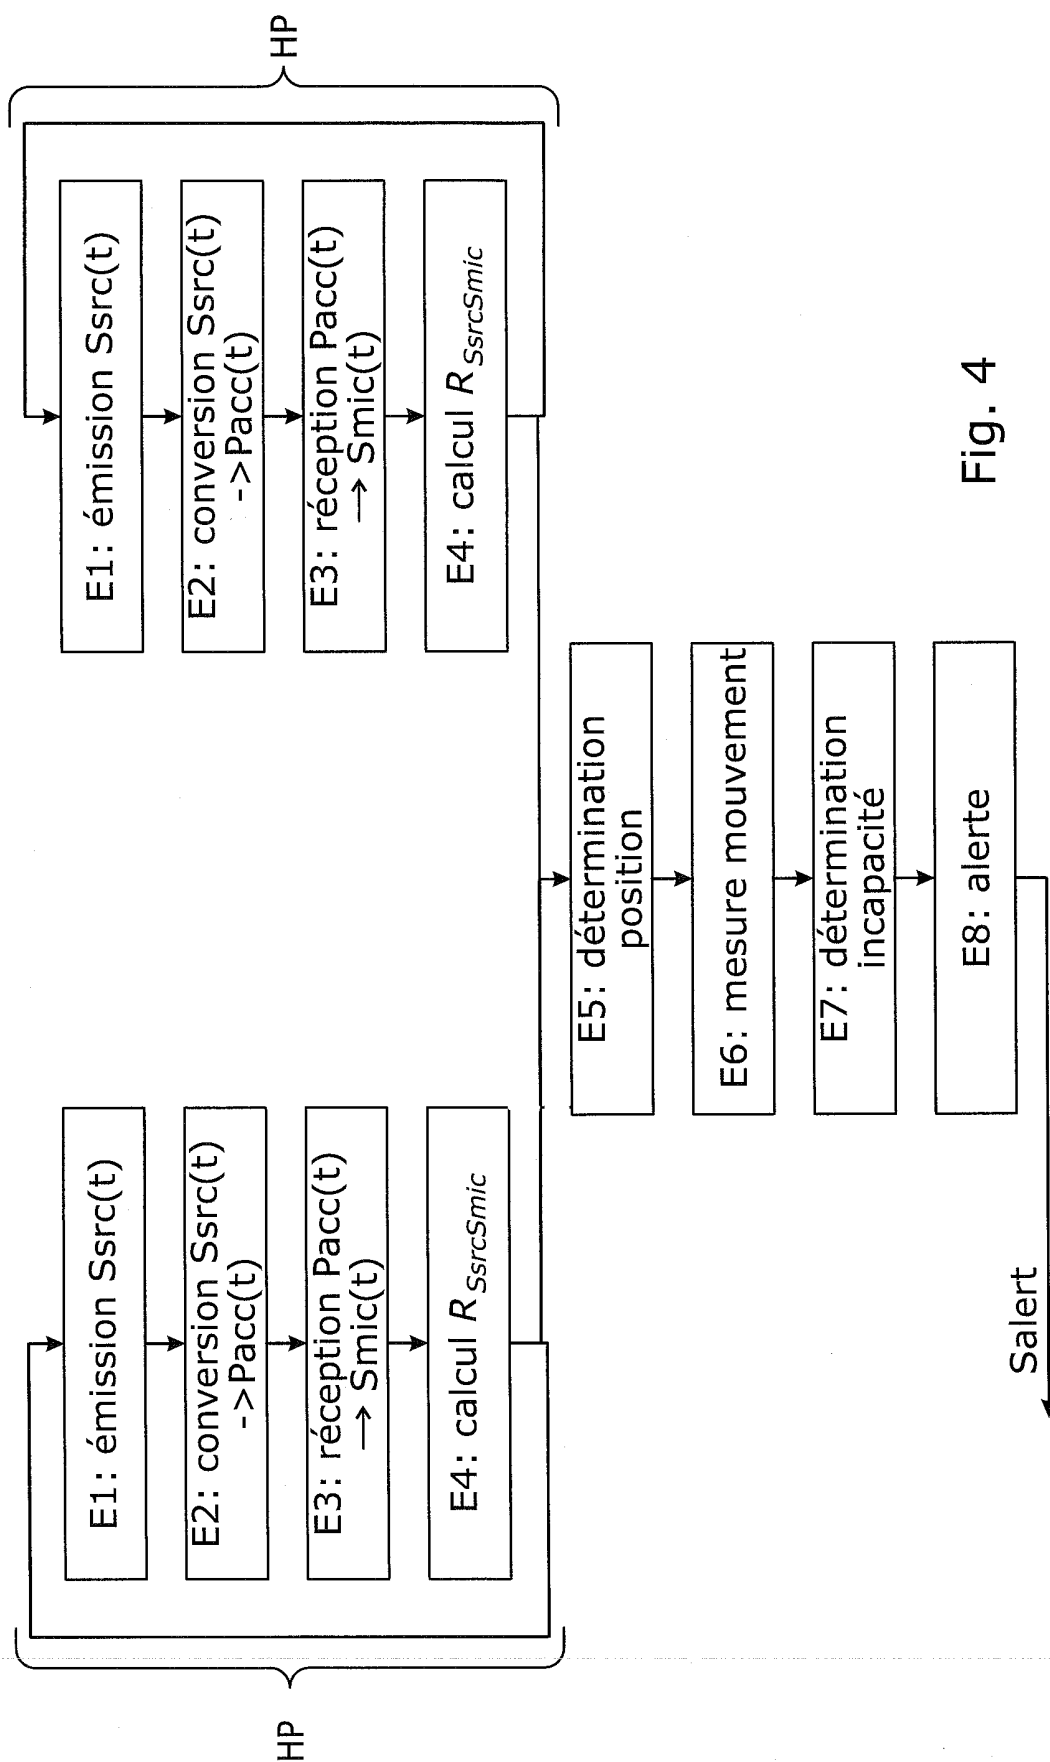 HP
E1: émission Ssrc(t)
E2: conversion Ssrc(t)
->Pacc(t)
E3: réception Pacc(t)
→ Smic(t)
E4: calcul RSsrcSmic
HP
E1: émission Ssrc(t)
E2: conversion Ssrc(t)
->Pacc(t)
E3: réception Pacc(t)
→ Smic(t)
E4: calcul RSsrcSmic
E5: détermination
position
E6: mesure mouvement
E7: détermination
incapacité
E8: alerte
Salert
Fig. 4